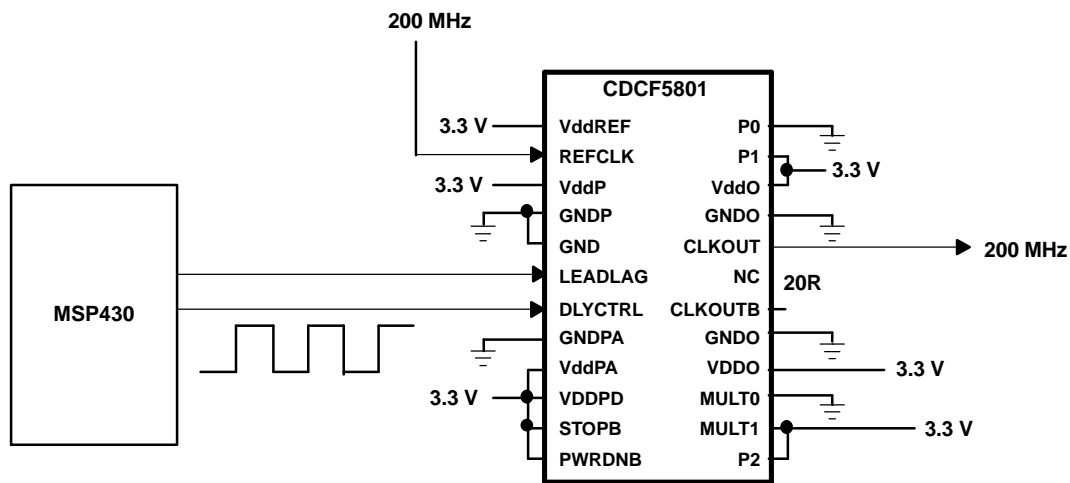 200 MHz
CDCF5801
3.3 V
VddREF
P0
REFCLK
P1
3.3 V
3.3 V
VddP
VddO
GNDP
GNDO
GND
CLKOUT
200 MHz
LEADLAG
NC
20R
MSP430
DLYCTRL
CLKOUTB
GNDPA
GNDO
VddPA
VDDO
3.3 V
3.3 V
VDDPD
MULT0
STOPB
MULT1
3.3 V
PWRDNB
P2